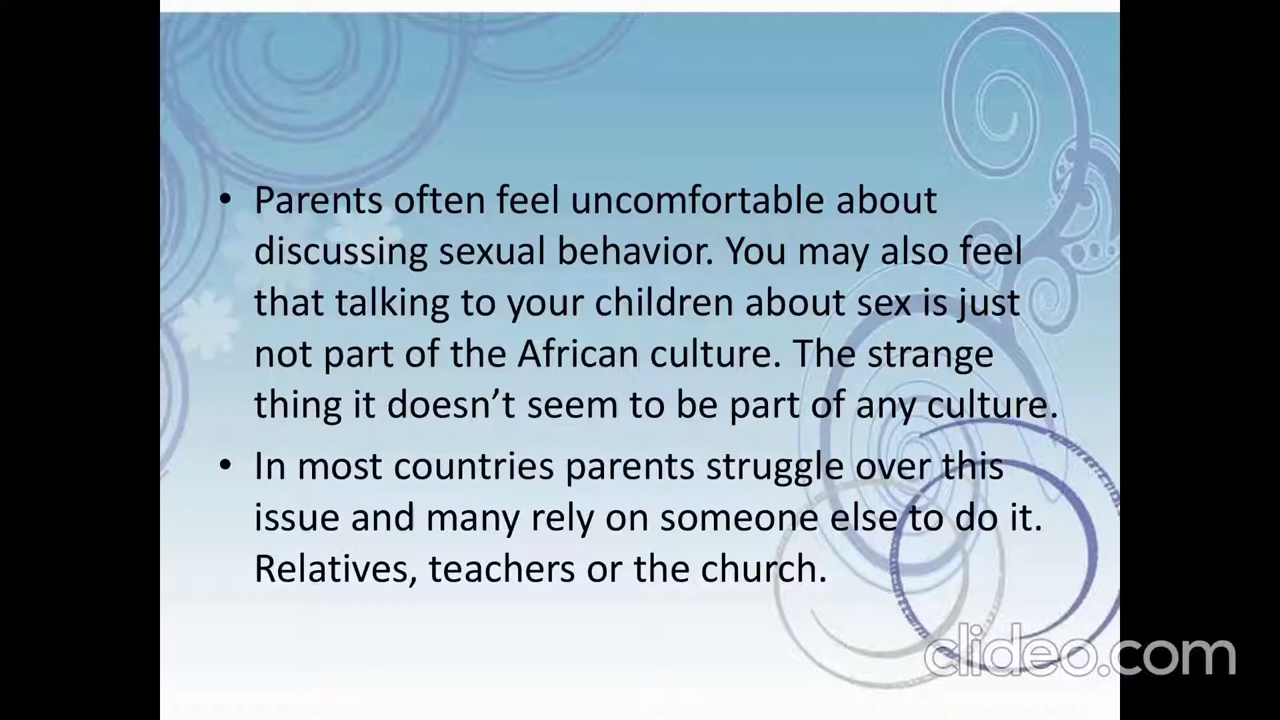 • Parents often feel uncomfortable about
discussing sexual behavior. You may also feel
that talking to your children about sex is just
not part of the African culture. The strange
thing it doesn’t seem to be part of any culture.
• In most countries parents struggle over this
issue and many rely on someone else to do it.
Relatives, teachers or the church.
clideo.com